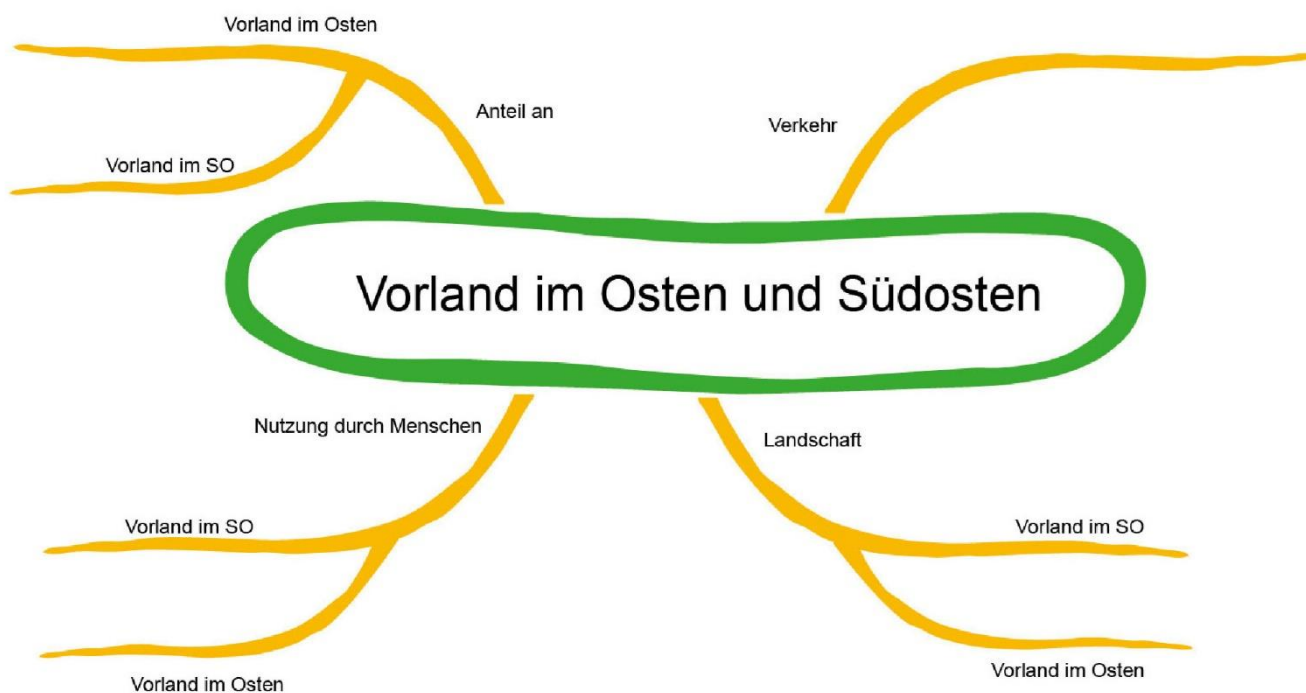 Vorland im Osten
Anteil an
Verkehr
Vorland im SO
Vorland im Osten und Südosten
Nutzung durch Menschen
Landschaft
Vorland im SO
Vorland im SO
Vorland im Osten
Vorland im Osten